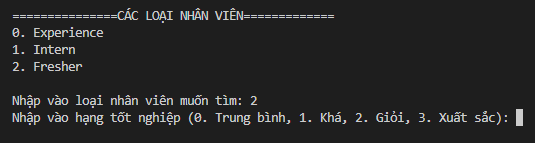 ===============CÁC LOẠI NHÂN VIÊN=============
0. Experience
1. Intern
2. Fresher
Nhập vào loại nhân viên muốn tìm: 2
Nhập vào hạng tốt nghiệp (0. Trung bình, 1. Khá, 2. Giỏi, 3. Xuất sắc):